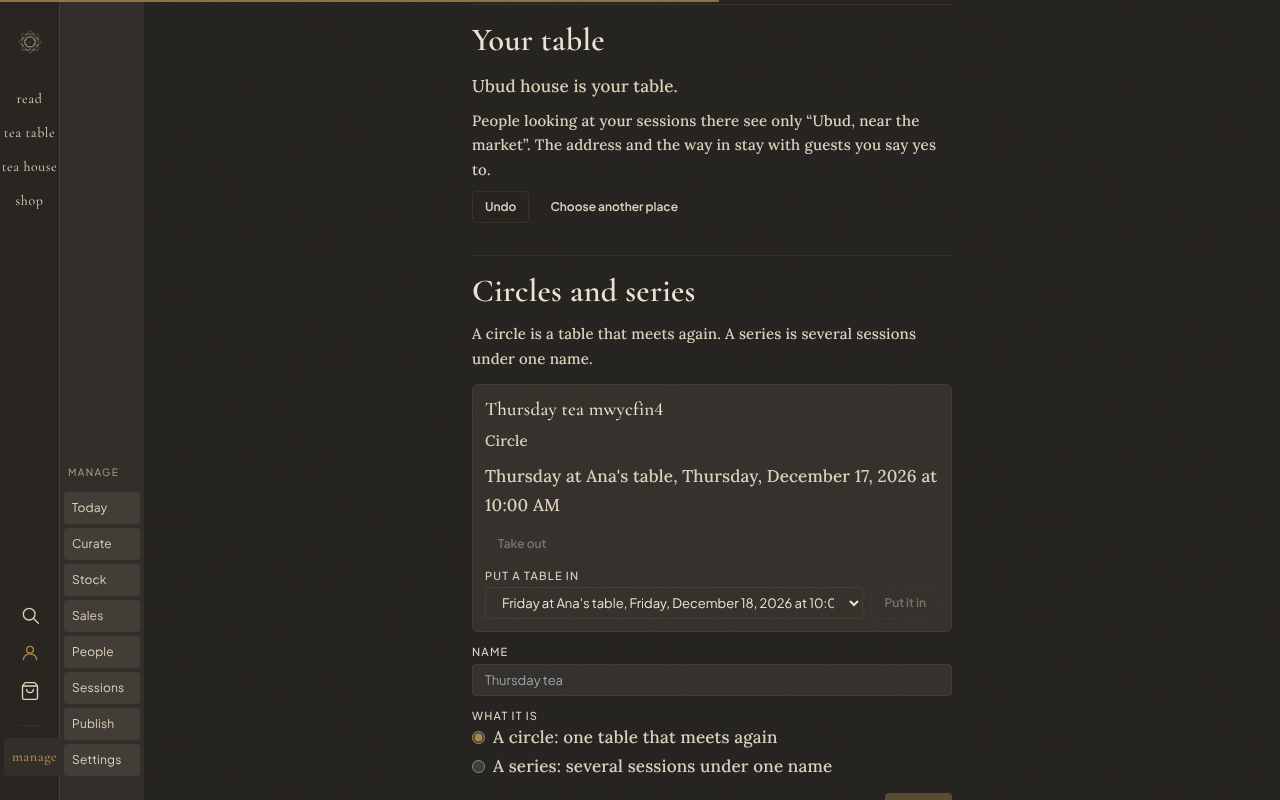 read
tea table
tea house
shop
manage
MANAGE
Today
Curate
Stock
Sales
People
Sessions
Publish
Settings
Your table
Ubud house is your table.
People looking at your sessions there see only “Ubud, near the
market”. The address and the way in stay with guests you say yes
to.
Undo
Choose another place
Circles and series
A circle is a table that meets again. A series is several sessions
under one name.
Thursday tea mwycfin4
Circle
Thursday at Ana's table, Thursday, December 17, 2026 at
10:00 AM
Take out
PUT A TABLE IN
Friday at Ana's table, Friday, December 18, 2026 at 10:0
Put it in
NAME
Thursday tea
WHAT IT IS
A circle: one table that meets again
A series: several sessions under one name